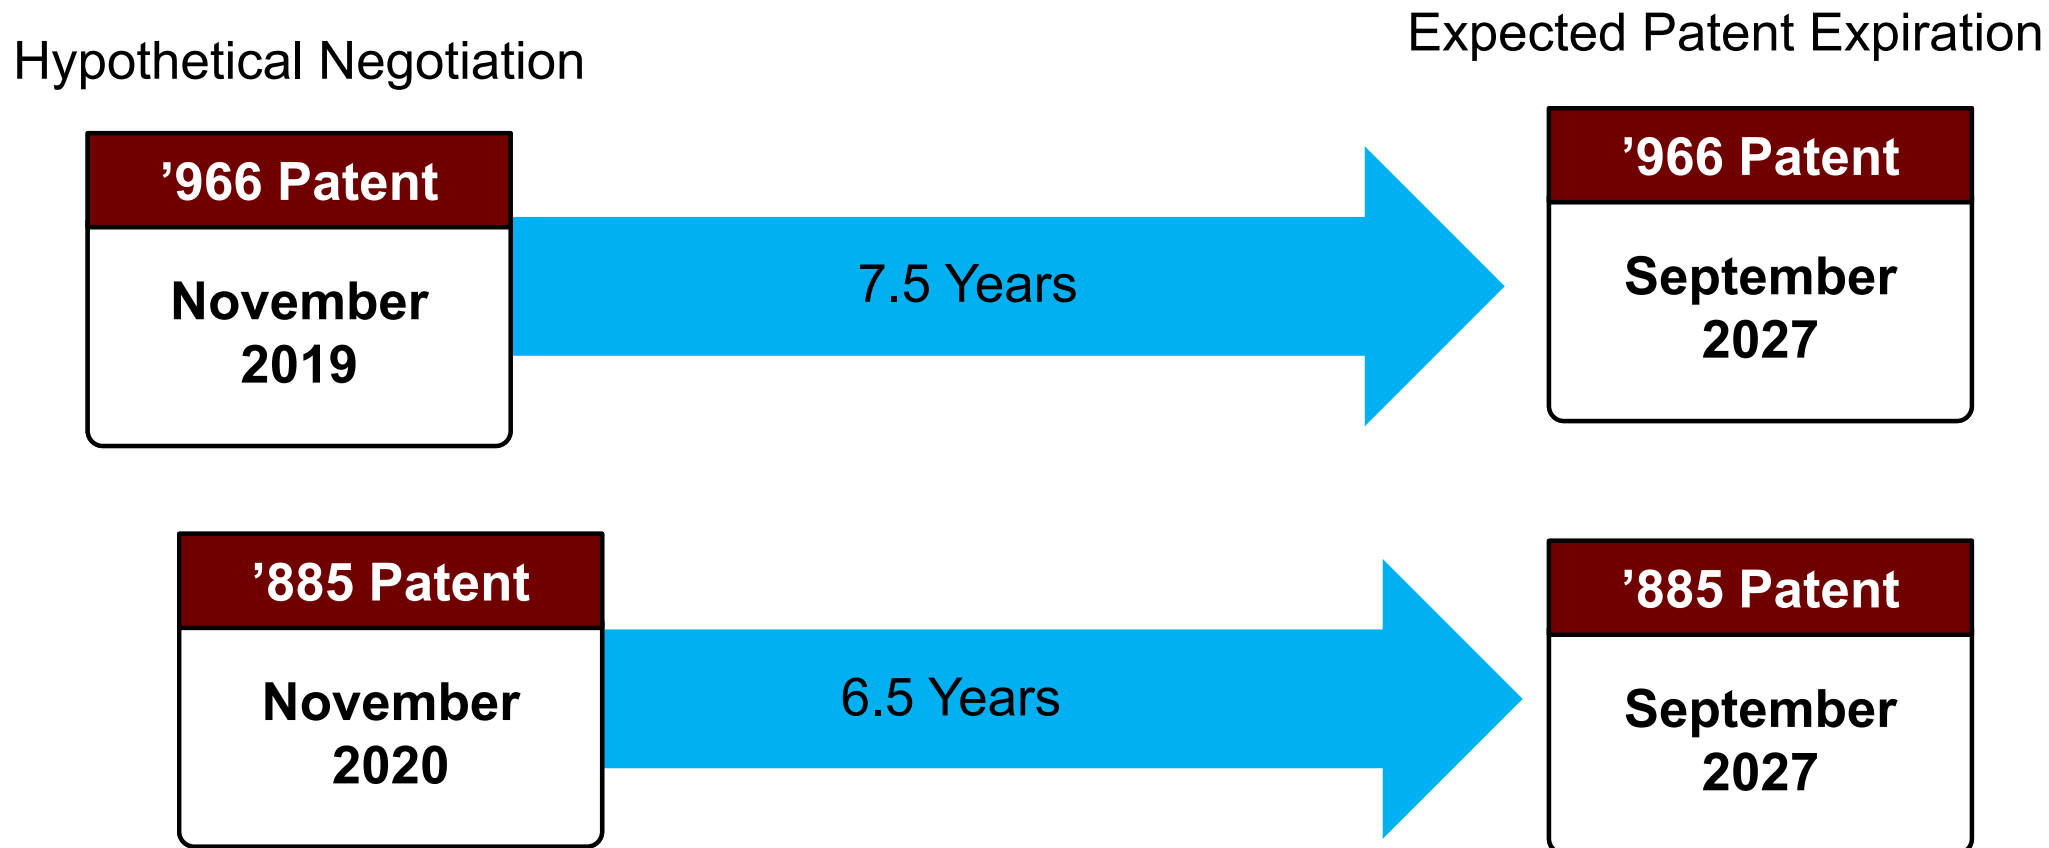 Hypothetical Negotiation
Expected Patent Expiration
’966 Patent
November
2019
7.5 Years
’966 Patent
September
2027
’885 Patent
November
2020
6.5 Years
’885 Patent
September
2027